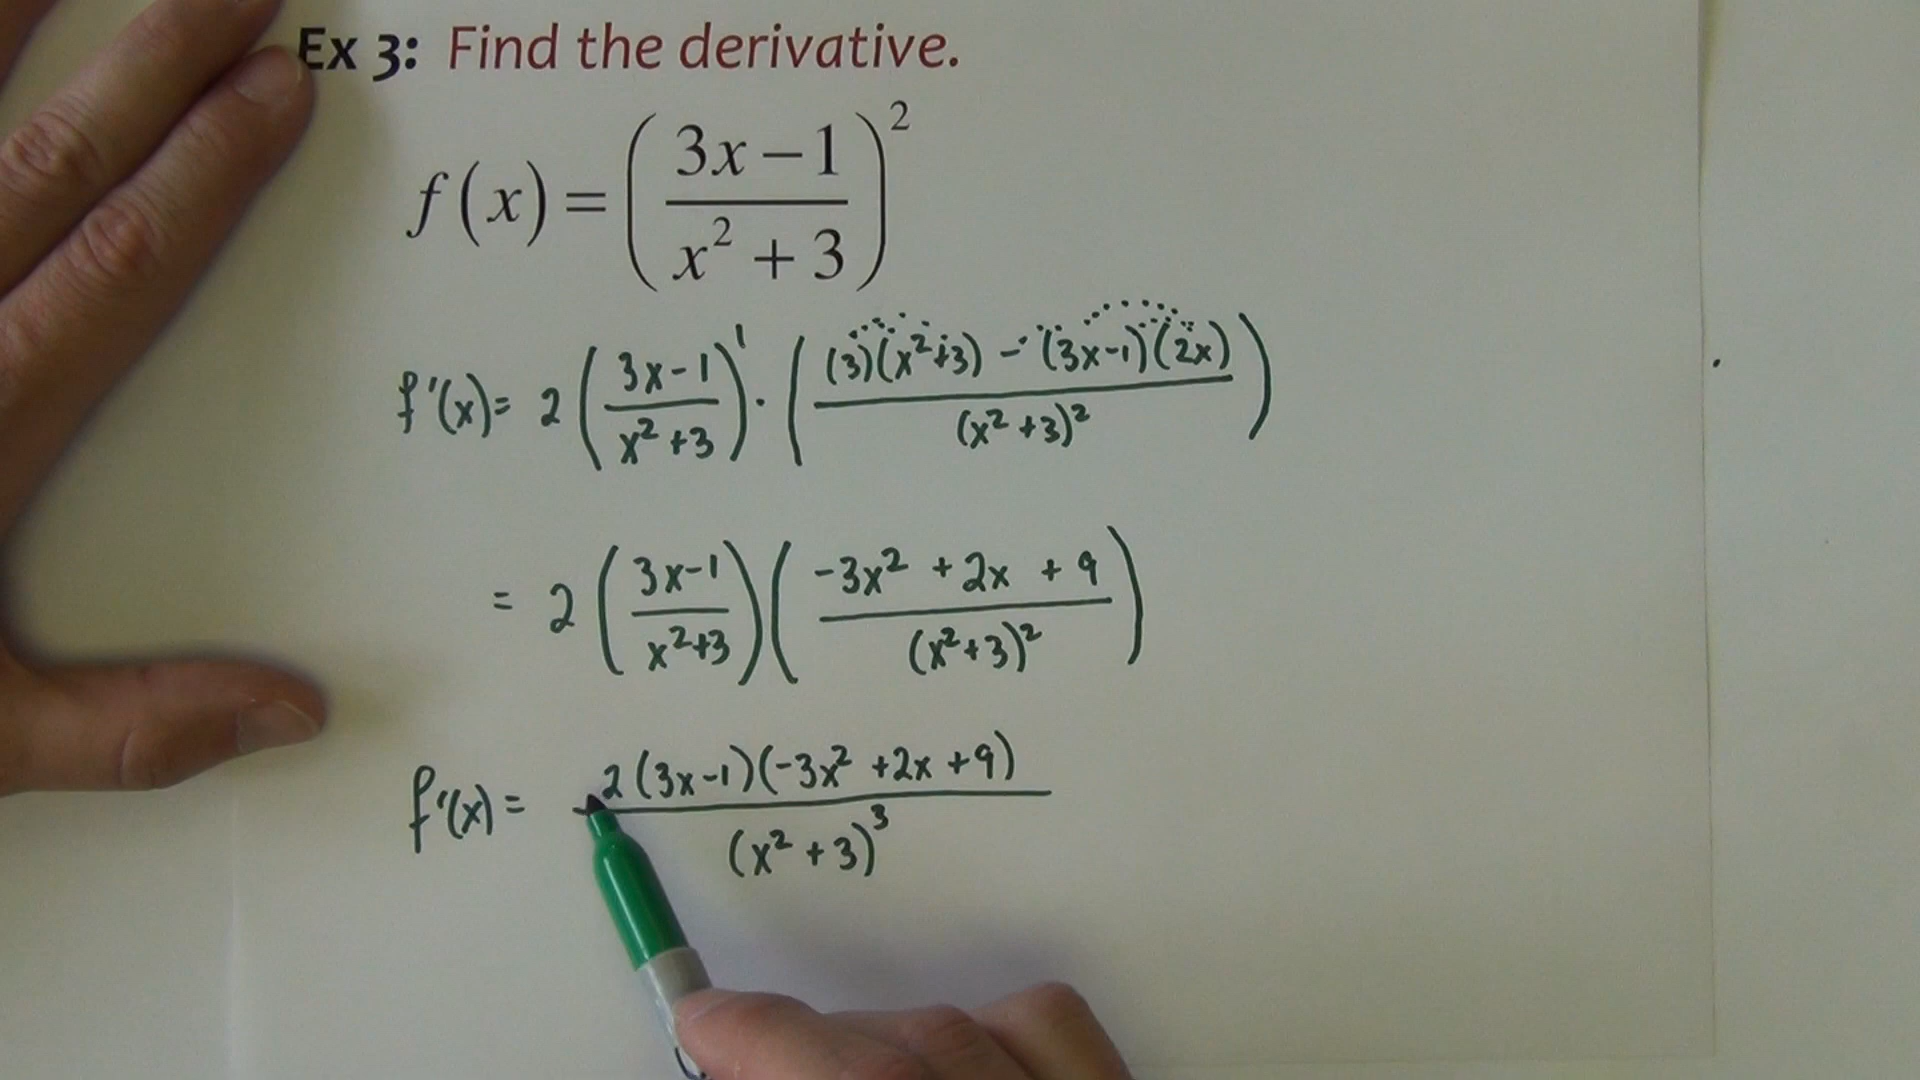 Ex 3: Find the derivative.
f(x) = ( (3x − 1) / (x² + 3) )²
f'(x) = 2 ( (3x-1) / (x² + 3) )¹ · ( ((3)(x² + 3) - (3x-1)(2x)) / (x² + 3)² )
= 2 ( (3x-1) / (x² + 3) ) ( (-3x² + 2x + 9) / (x² + 3)² )
f'(x) = 2(3x-1)(-3x² + 2x + 9) / (x² + 3)³